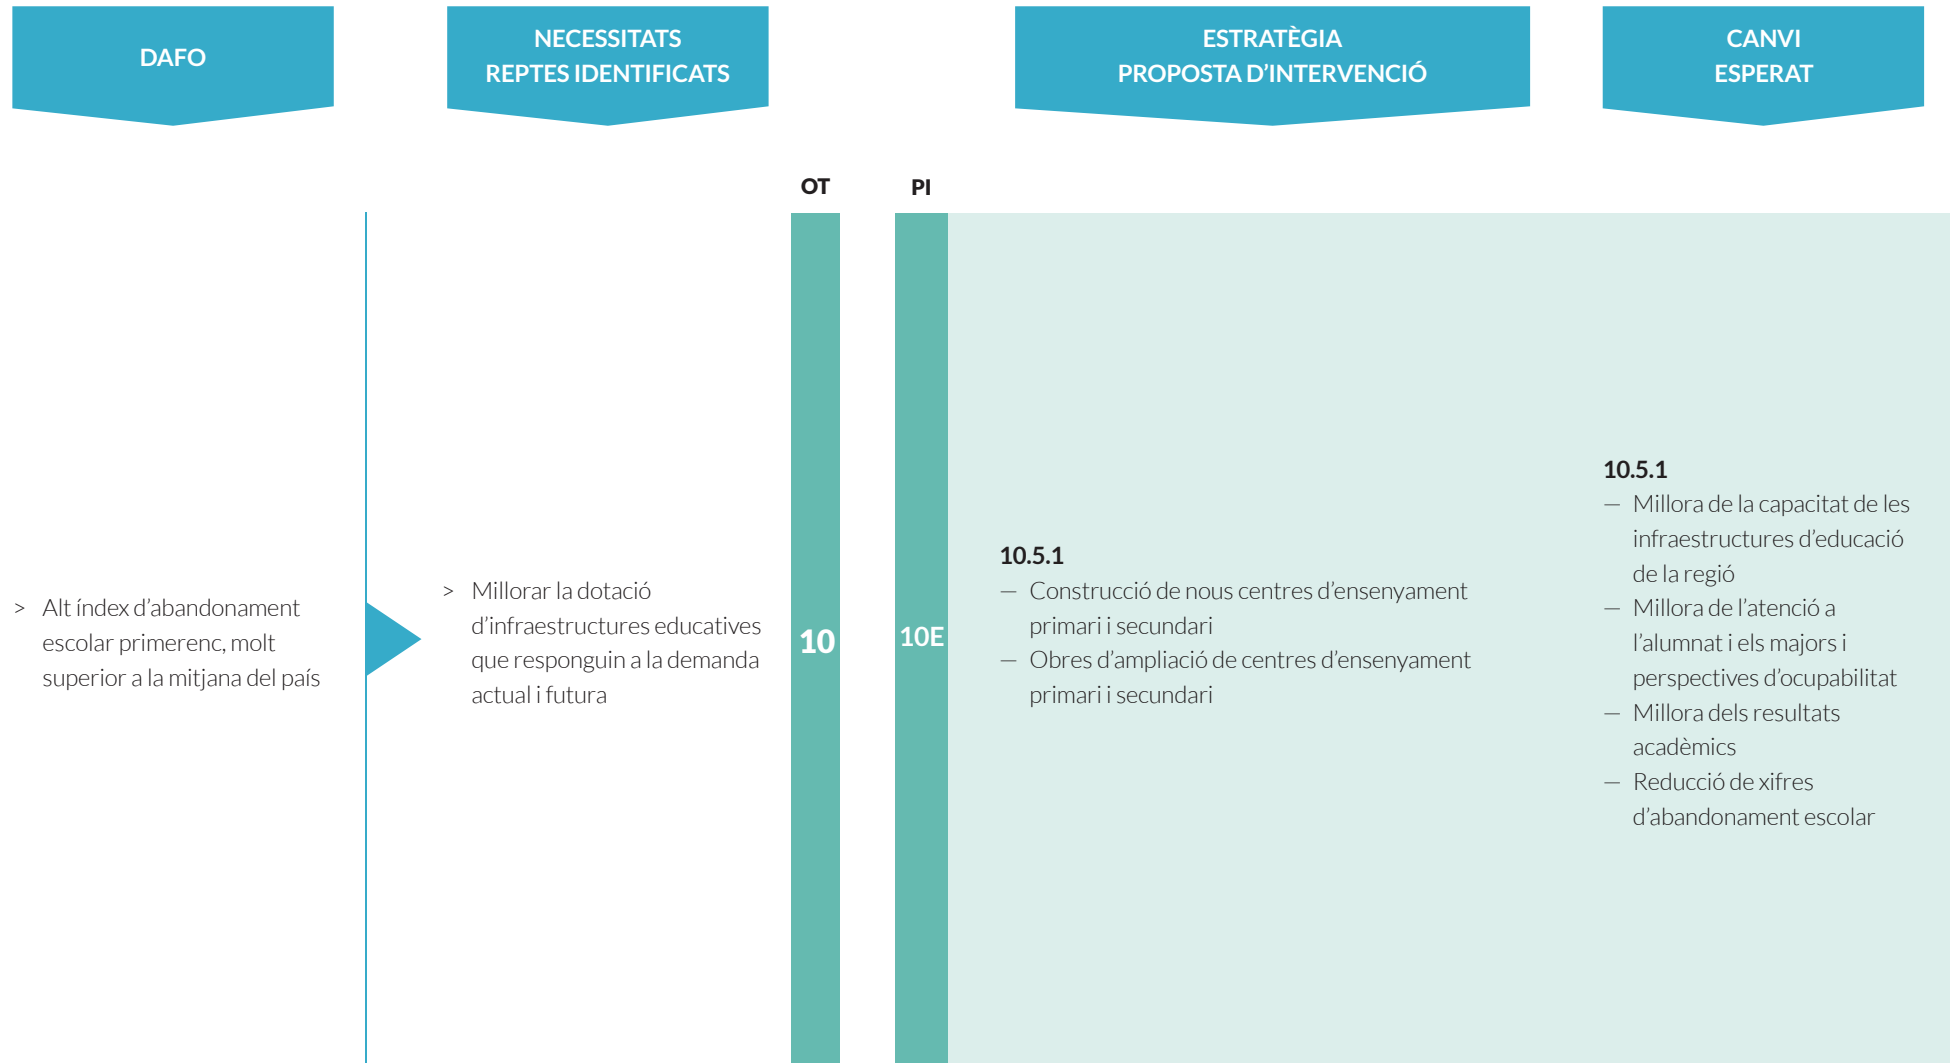 DAFO
NECESSITATS
REPTES IDENTIFICATS
ESTRATÈGIA
PROPOSTA D’INTERVENCIÓ
CANVI
ESPERAT
OT
PI
> Alt índex d’abandonament
escolar primerenc, molt
superior a la mitjana del país
> Millorar la dotació
d’infraestructures educatives
que responguin a la demanda
actual i futura
10
10E
10.5.1
— Construcció de nous centres d’ensenyament
primari i secundari
— Obres d’ampliació de centres d’ensenyament
primari i secundari
10.5.1
— Millora de la capacitat de les
infraestructures d’educació
de la regió
— Millora de l’atenció a
l’alumnat i els majors i
perspectives d’ocupabilitat
— Millora dels resultats
acadèmics
— Reducció de xifres
d’abandonament escolar